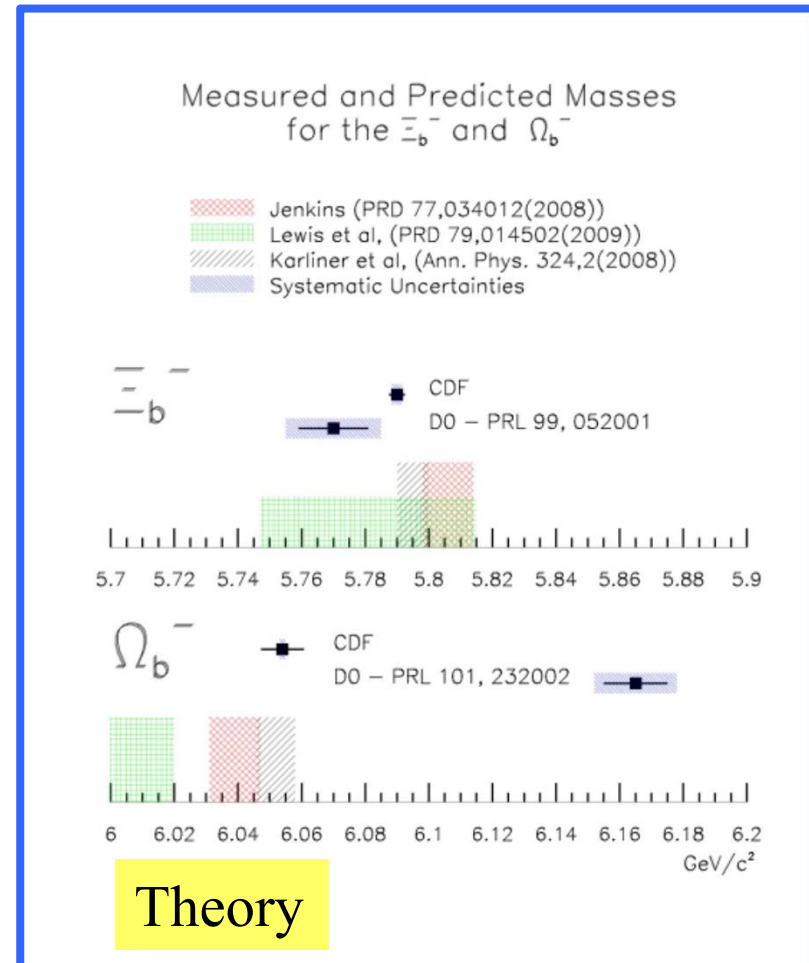 Measured and Predicted Masses
for the Ξb⁻ and Ωb⁻
Jenkins (PRD 77,034012(2008))
Lewis et al, (PRD 79,014502(2009))
Karliner et al, (Ann. Phys. 324,2(2008))
Systematic Uncertainties
Ξb⁻
CDF
D0 – PRL 99, 052001
5.7 5.72 5.74 5.76 5.78 5.8 5.82 5.84 5.86 5.88 5.9
Ωb⁻
CDF
D0 – PRL 101, 232002
6 6.02 6.04 6.06 6.08 6.1 6.12 6.14 6.16 6.18 6.2
GeV/c²
Theory